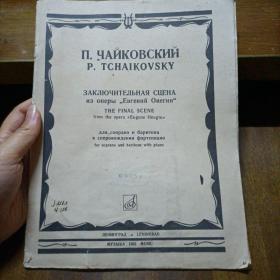 П. ЧАЙКОВСКИЙ
P. TCHAIKOVSKY
ЗАКЛЮЧИТЕЛЬНАЯ СЦЕНА
из оперы „Евгений Онегин“
THE FINAL SCENE
from the opera «Eugene Onegin»
для сопрано и баритона
в сопровождении фортепиано
for soprano and baritone with piano
ЛЕНИНГРАД
LENINGRAD
МУЗЫКА
MUSIC